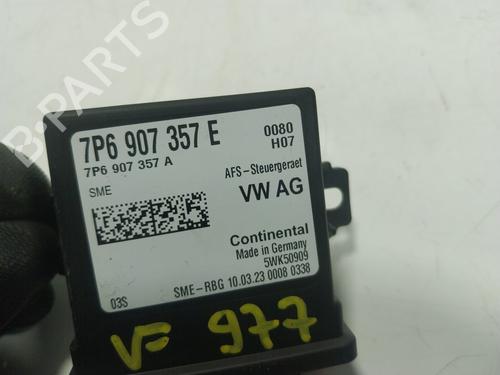 7P6 907 357 E
7P6 907 357 A
0080
H07
SME
AFS-Steuergeraet
VW AG
Continental
Made in Germany
5WK50909
03S
SME-RBG 10.03.23 0008 0338
V= 977
B-PARTS